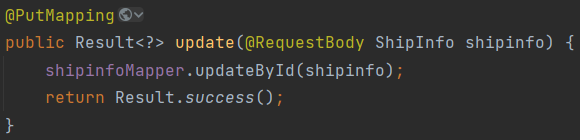 @PutMapping
public Result<?> update(@RequestBody ShipInfo shipinfo) {
    shipinfoMapper.updateById(shipinfo);
    return Result.success();
}